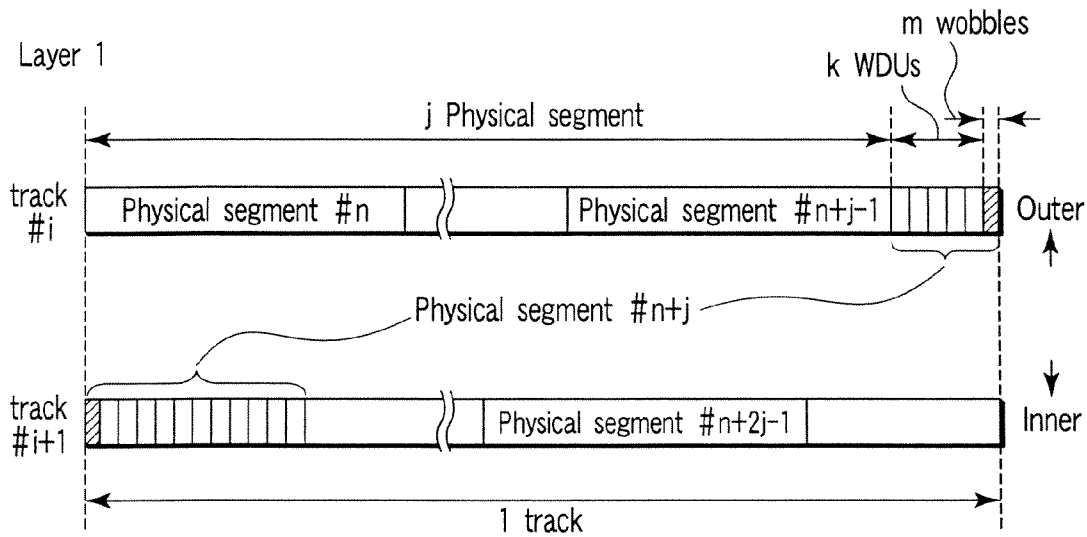 Layer 1
m wobbles
k WDUs
j Physical segment
track
#i
Physical segment #n
Physical segment #n+j-1
Outer
Physical segment #n+j
track
#i+1
Physical segment #n+2j-1
Inner
1 track